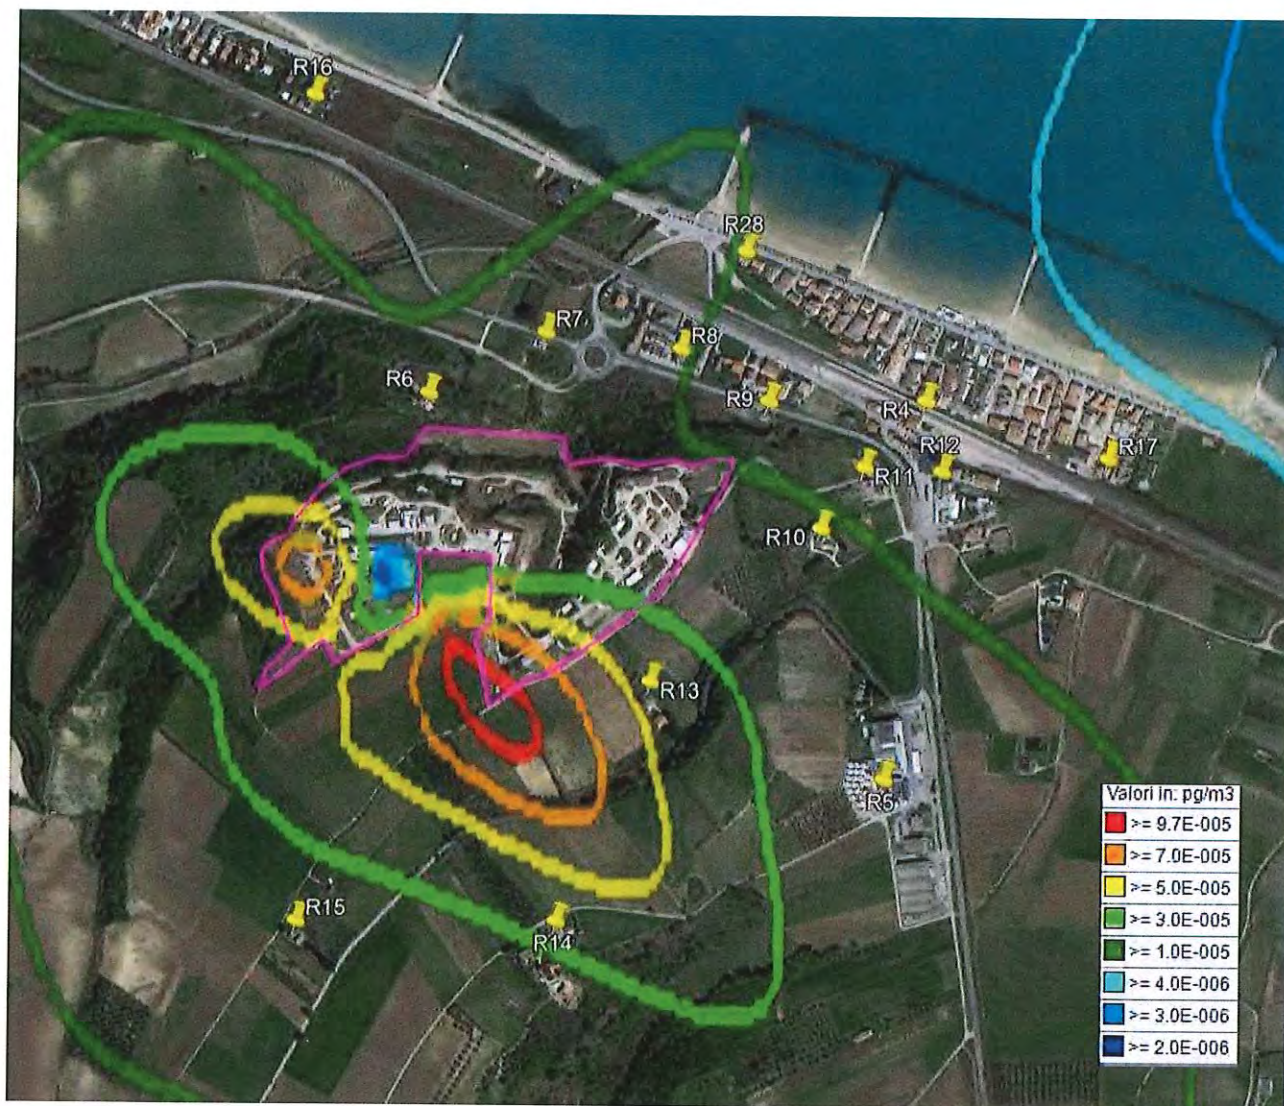 R16
R28
R7
R8
R6
R9
R4
R12
R17
R11
R10
R13
R5
R15
R14
Valori in: pg/m3
>= 9.7E-005
>= 7.0E-005
>= 5.0E-005
>= 3.0E-005
>= 1.0E-005
>= 4.0E-006
>= 3.0E-006
>= 2.0E-006